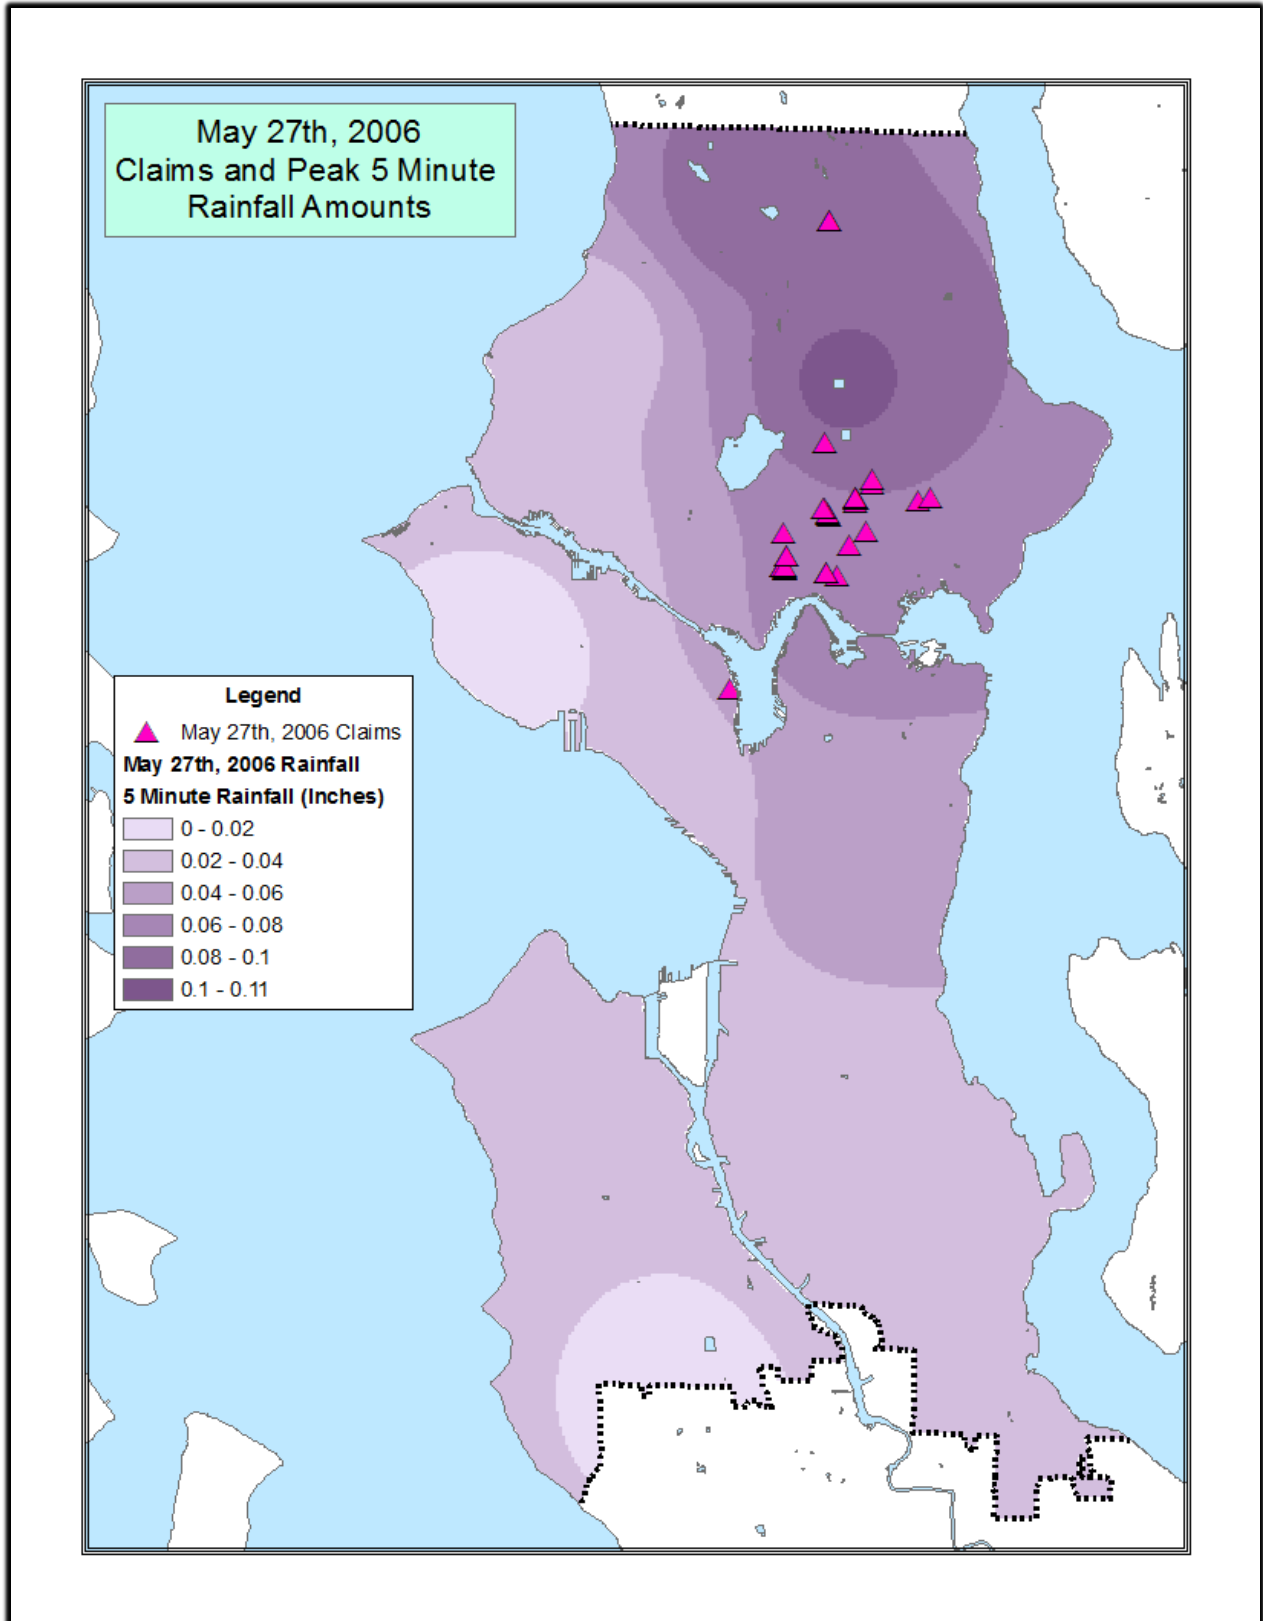 May 27th, 2006
Claims and Peak 5 Minute
Rainfall Amounts
Legend
May 27th, 2006 Claims
May 27th, 2006 Rainfall
5 Minute Rainfall (Inches)
0 - 0.02
0.02 - 0.04
0.04 - 0.06
0.06 - 0.08
0.08 - 0.1
0.1 - 0.11